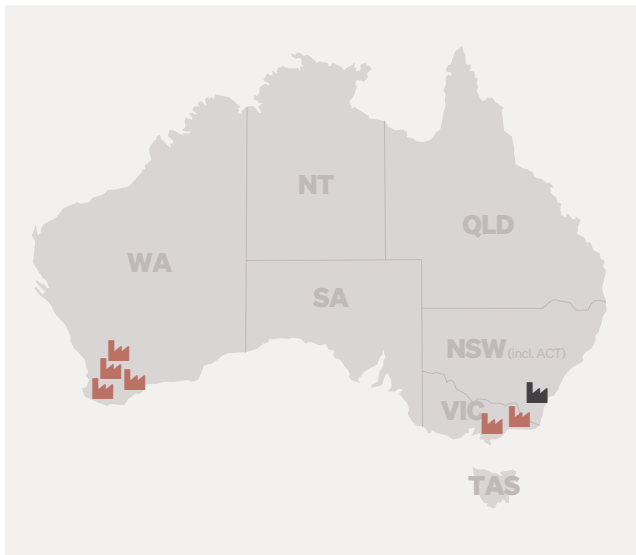 NT
QLD
WA
SA
NSW (incl. ACT)
VIC
TAS